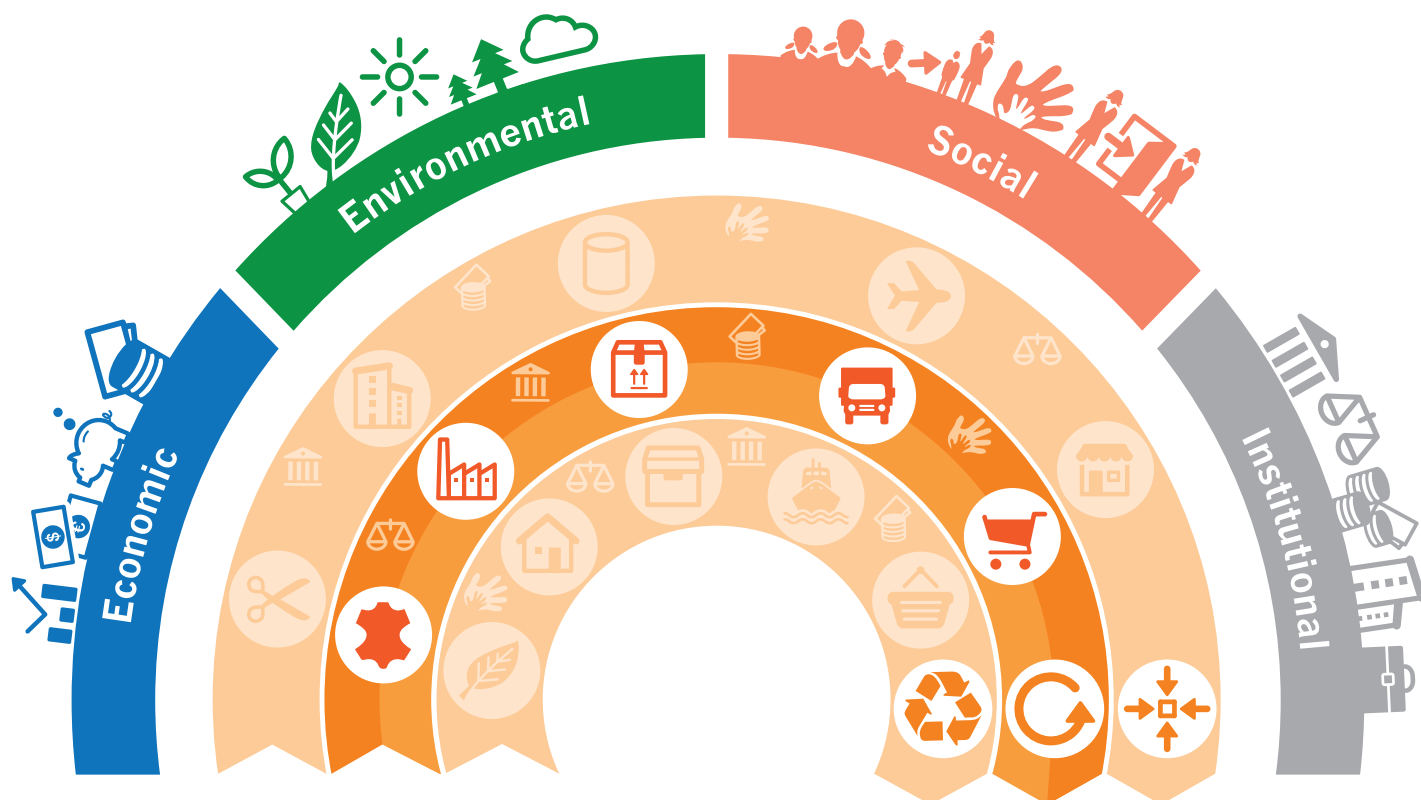 Economic
Environmental
Social
Institutional
$
€